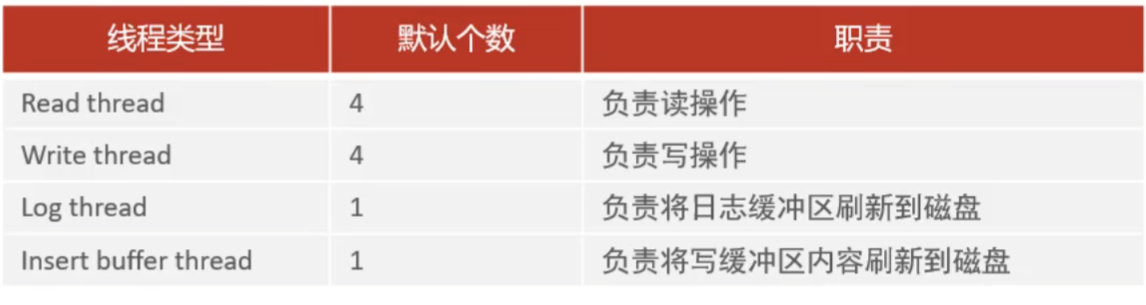 线程类型 默认个数 职责
Read thread 4 负责读操作
Write thread 4 负责写操作
Log thread 1 负责将日志缓冲区刷新到磁盘
Insert buffer thread 1 负责将写缓冲区内容刷新到磁盘